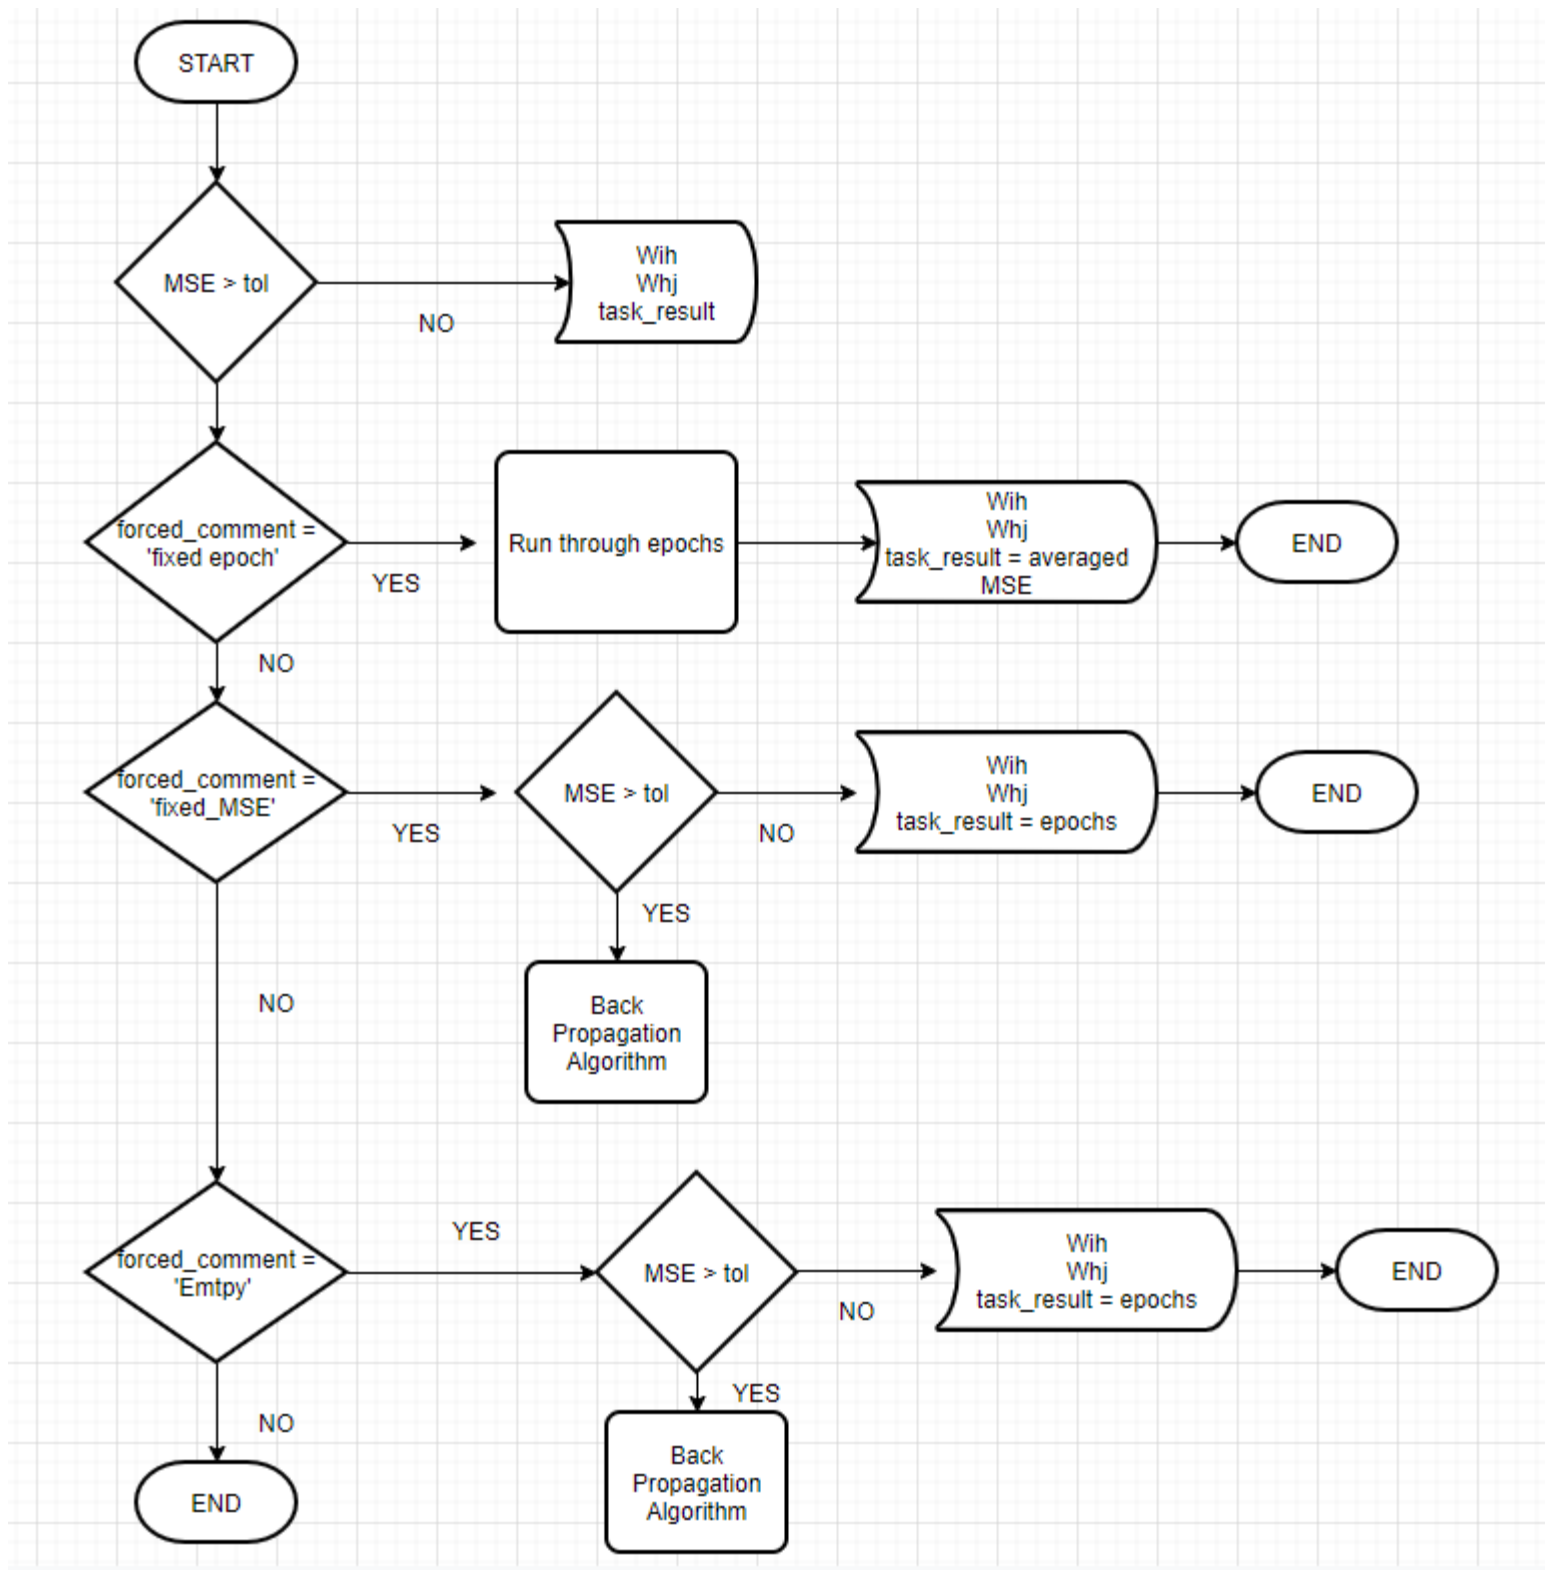 START
MSE > tol
NO
Wih
Whj
task_result
forced_comment =
'fixed epoch'
YES
Run through epochs
Wih
Whj
task_result = averaged
MSE
END
NO
forced_comment =
'fixed_MSE'
YES
MSE > tol
NO
Wih
Whj
task_result = epochs
END
YES
Back
Propagation
Algorithm
NO
forced_comment =
'Emtpy'
YES
MSE > tol
NO
Wih
Whj
task_result = epochs
END
YES
Back
Propagation
Algorithm
NO
END